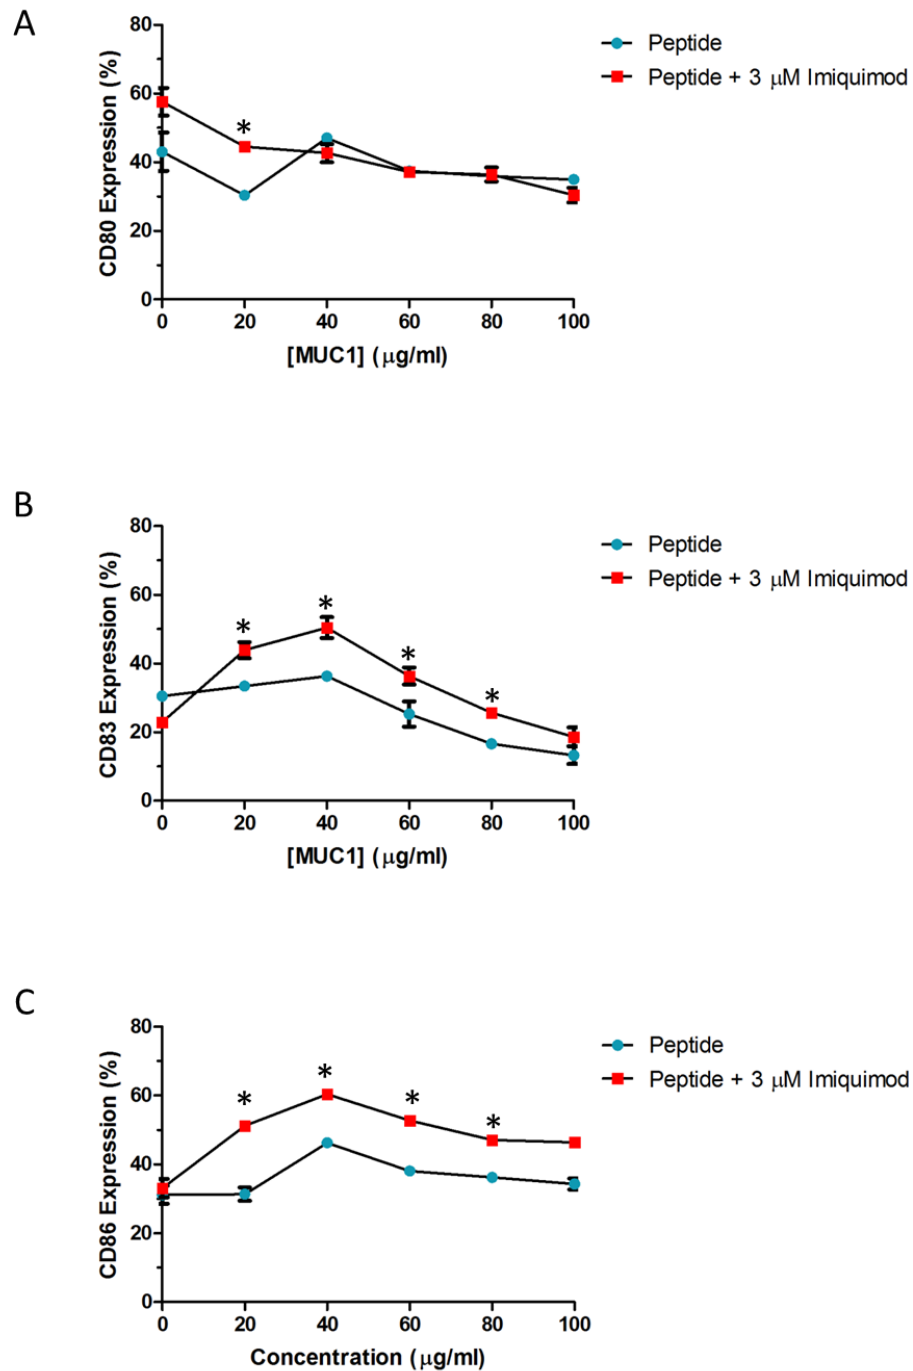 A
80
60
40
20
0
CD80 Expression (%)
*
0 20 40 60 80 100
[MUC1] (μg/ml)
Peptide
Peptide + 3 μM Imiquimod
B
80
60
40
20
0
CD83 Expression (%)
* * * *
0 20 40 60 80 100
[MUC1] (μg/ml)
Peptide
Peptide + 3 μM Imiquimod
C
80
60
40
20
0
CD86 Expression (%)
* * * *
0 20 40 60 80 100
Concentration (μg/ml)
Peptide
Peptide + 3 μM Imiquimod